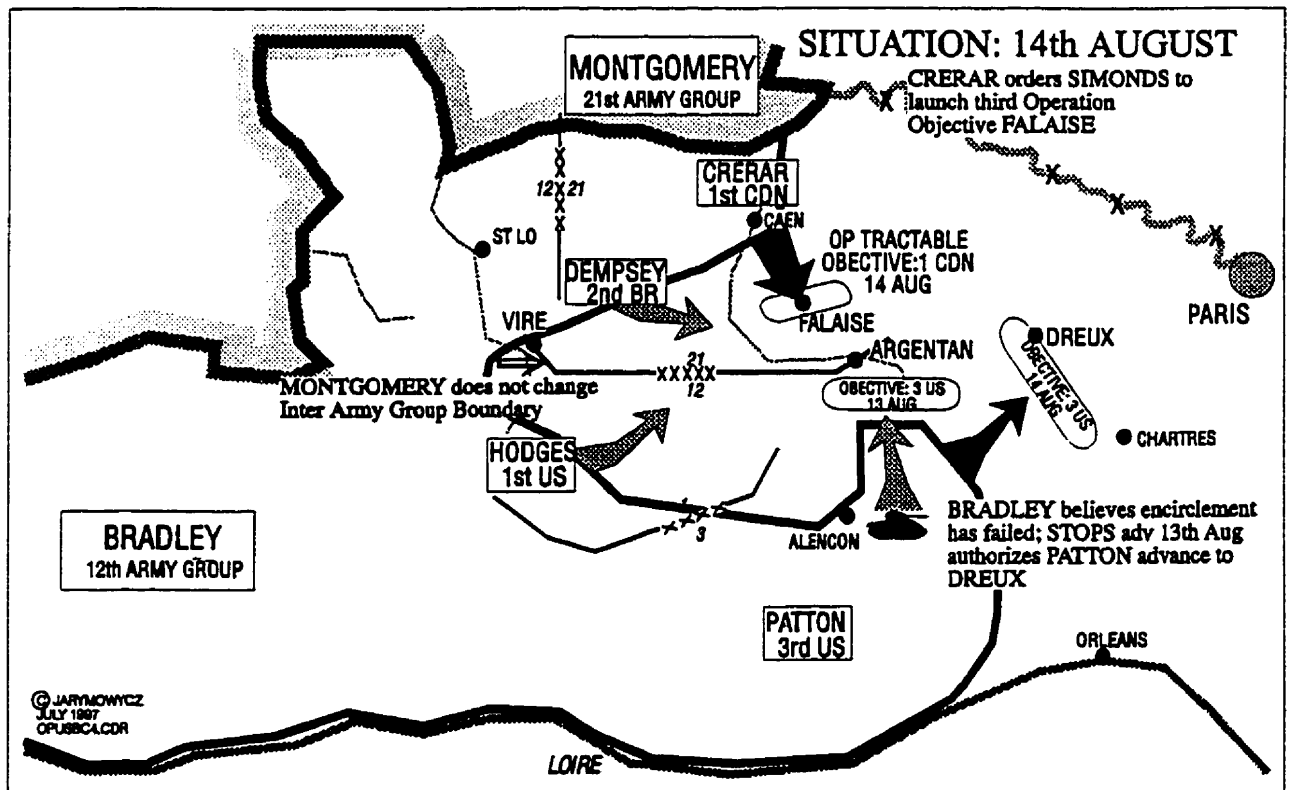 SITUATION: 14th AUGUST
MONTGOMERY
21st ARMY GROUP
CRERAR orders SIMONDS to
launch third Operation
Objective FALAISE
CRERAR
1st CDN
12 X 21
CAEN
ST LO
OP TRACTABLE
OBECTIVE:1 CDN
14 AUG
DEMPSEY
2nd BR
FALAISE
PARIS
VIRE
DREUX
ARGENTAN
21
XXXXX
12
OBJECTIVE: 3 US
13 AUG
OBECTIVE: 3 US
14 AUG
MONTGOMERY does not change
Inter Army Group Boundary
CHARTRES
HODGES
1st US
1
3
BRADLEY believes encirclement
has failed; STOPS adv 13th Aug
authorizes PATTON advance to
DREUX
ALENCON
BRADLEY
12th ARMY GROUP
PATTON
3rd US
ORLEANS
© JARYMOWYCZ
JULY 1997
OPUSBC4.CDR
LOIRE